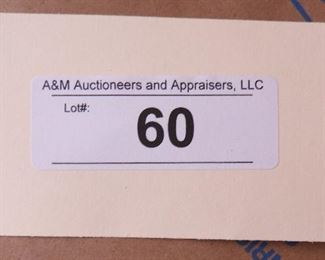 A&M Auctioneers and Appraisers, LLC
Lot#:
60